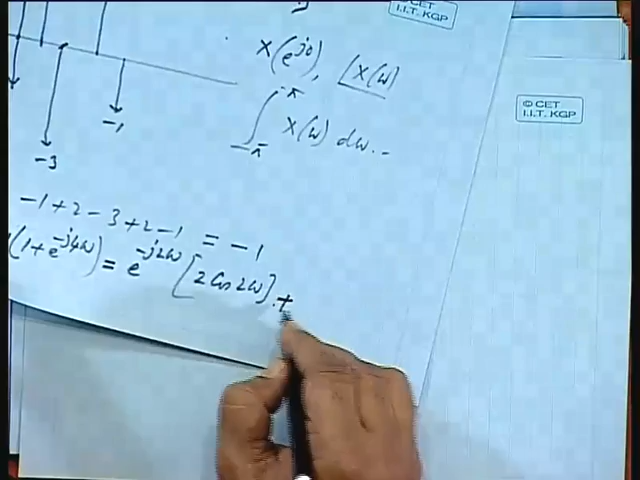 © CET
I.I.T. KGP
X(e^{j0}), ∠X(ω)
∫_{-π}^{π} X(ω) dω--
© CET
I.I.T. KGP
-1
-3
-1+2-3+2-1 = -1
(1+e^{-j4ω}) = e^{-j2ω} [2 Cos 2ω] +